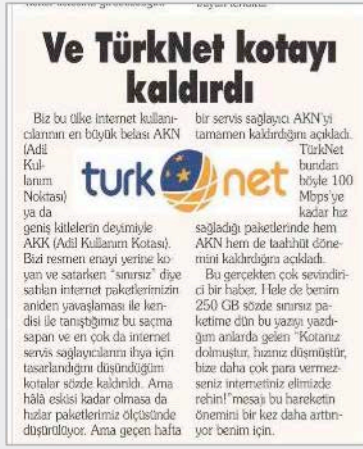 Ve TürkNet kotayı
kaldırdı
Biz bu ülke internet kullanı-
cılarının en büyük belası AKN
(Adil
Kul-
lanım
Noktası)
ya da
geniş kitlelerin deyimiyle
AKK (Adil Kullanım Kotası).
Bizi resmen enayi yerine ko-
yan ve satarken "sınırsız" diye
satılan internet paketlerimizin
aniden yavaşlaması ile ken-
disi ile tanıştığımız bu saçma
sapan ve en çok da internet
servis sağlayıcılarını ihya için
tasarlandığını düşündüğüm
kotalar sözde kaldırıldı. Ama
hâlâ eskisi kadar olmasa da
hızlar paketlerimiz ölçüsünde
düşürülüyor. Ama geçen hafta
turk net
bir servis sağlayıcı AKN'yi
tamamen kaldırdığını açıkladı.
TürkNet
bundan
böyle 100
Mbps'ye
kadar hız
sağladığı paketlerinde hem
AKN hem de taahhüt döne-
mini kaldırdığını açıkladı.
Bu gerçekten çok sevindiri-
ci bir haber. Hele de benim
250 GB sözde sınırsız pa-
ketime dün bu yazıyı yazdı-
ğım anlarda gelen "Kotanız
dolmuştur, hızınız düşmüştür,
bize daha çok para vermez-
seniz internetiniz elimizde
rehin!" mesajı bu hareketin
önemini bir kez daha arttırı-
yor benim için.